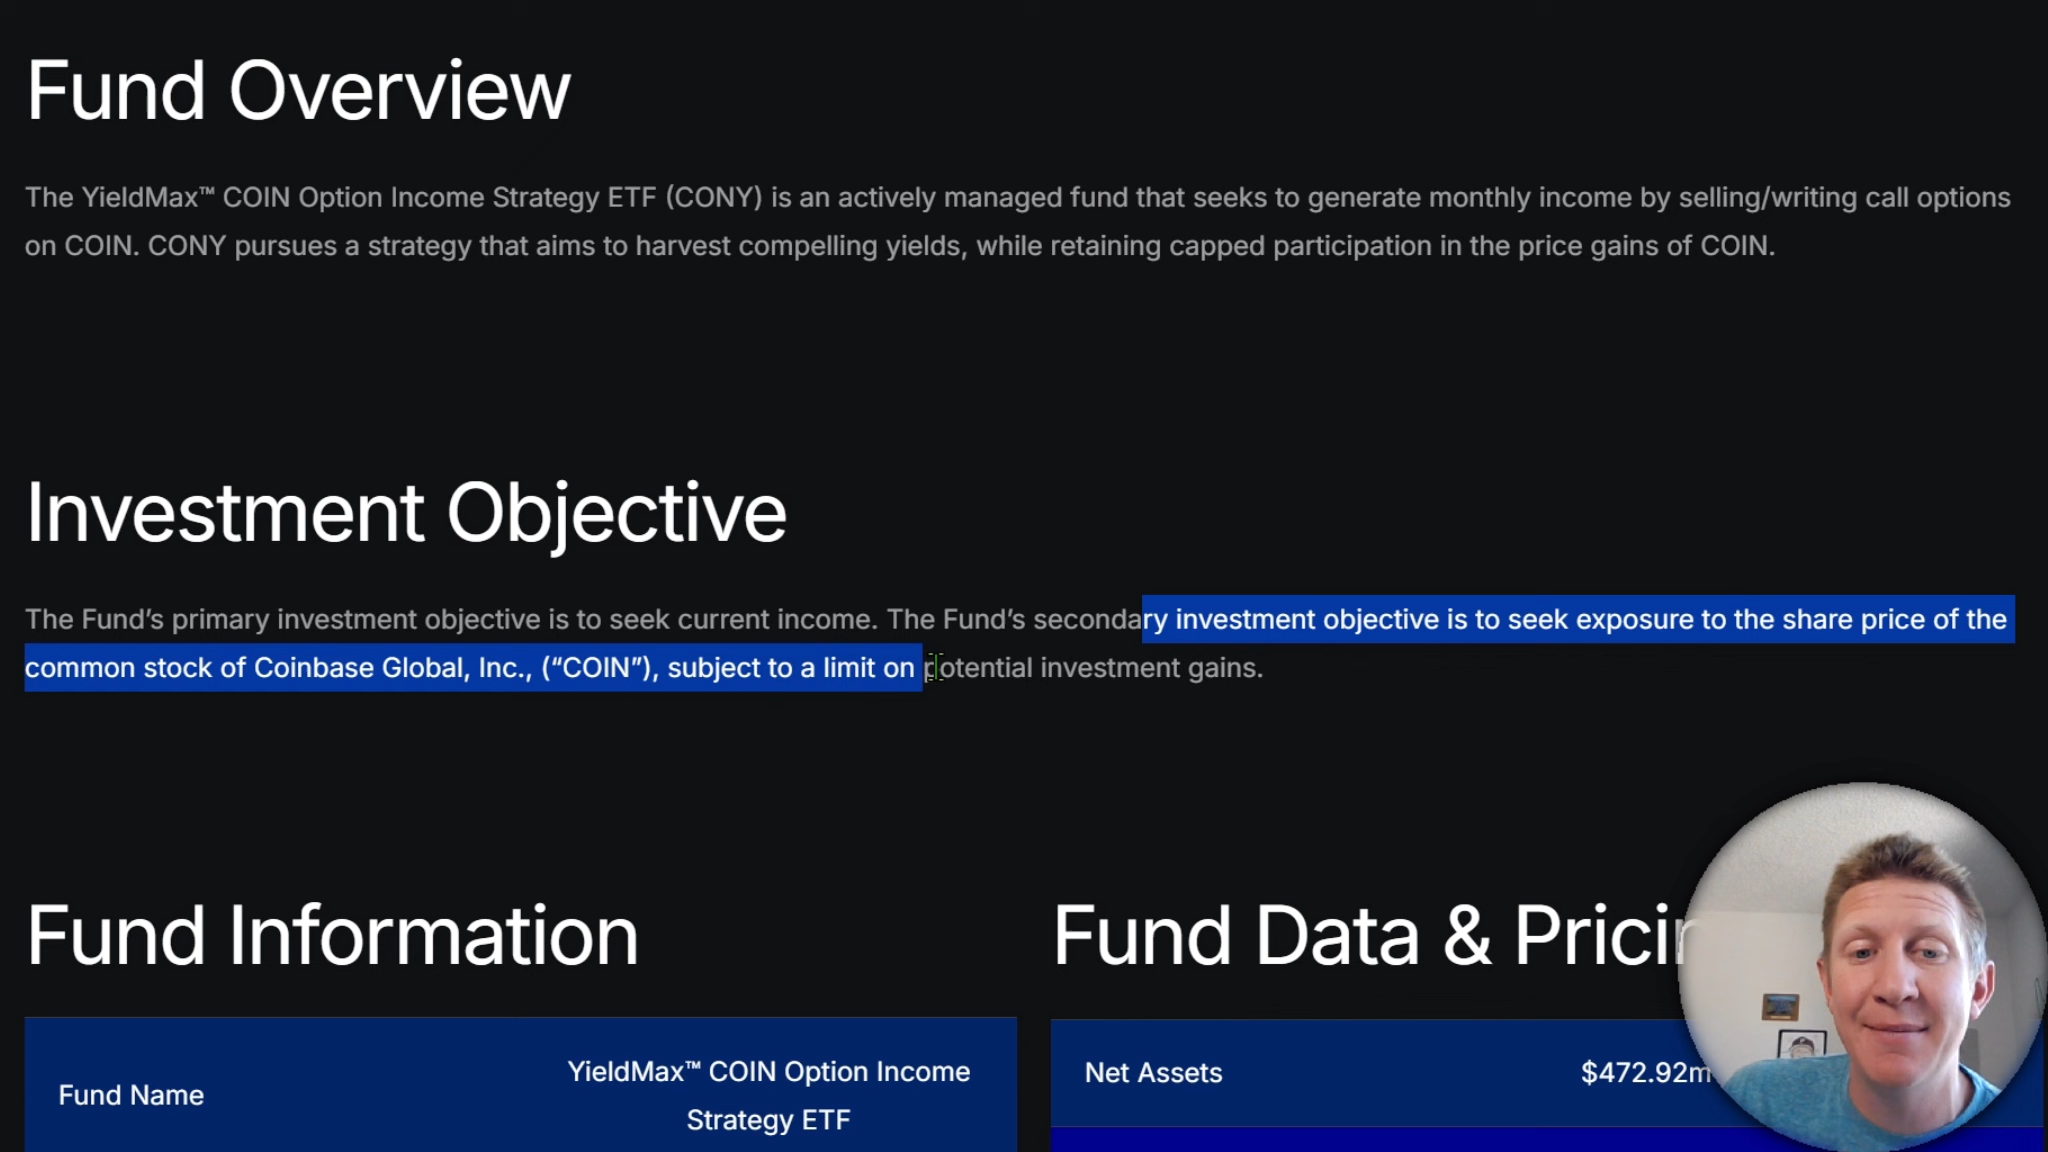 Fund Overview
The YieldMax™ COIN Option Income Strategy ETF (CONY) is an actively managed fund that seeks to generate monthly income by selling/writing call options
on COIN. CONY pursues a strategy that aims to harvest compelling yields, while retaining capped participation in the price gains of COIN.
Investment Objective
The Fund’s primary investment objective is to seek current income. The Fund’s secondary investment objective is to seek exposure to the share price of the
common stock of Coinbase Global, Inc., (“COIN”), subject to a limit on potential investment gains.
Fund Information
Fund Data &
Fund Name
YieldMax™ COIN Option Income
Strategy ETF
Net Assets
$472.92m